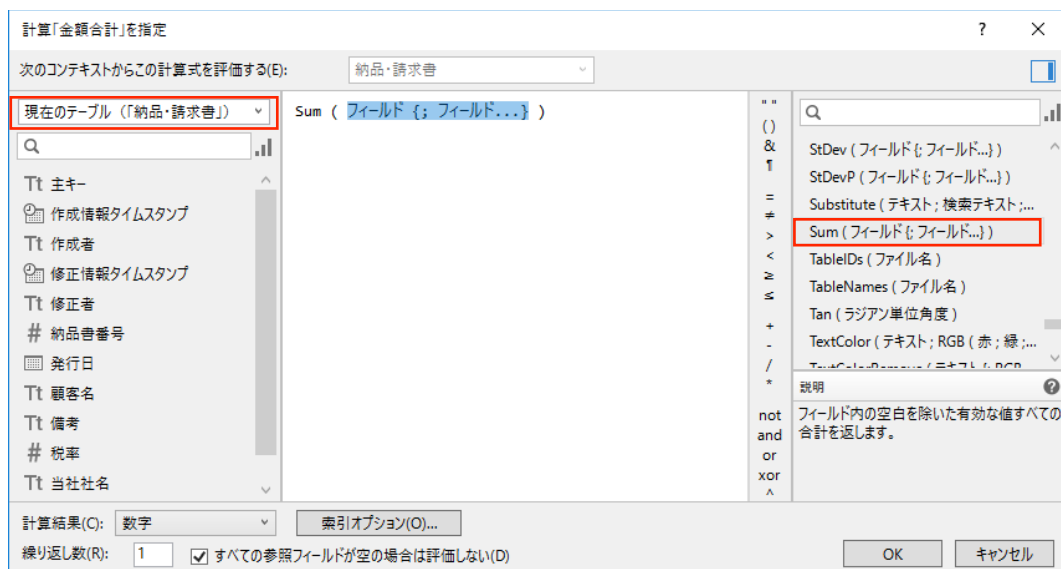 計算「金額合計」を指定
? ×
次のコンテキストからこの計算式を評価する(E): 納品・請求書
現在のテーブル (「納品・請求書」)
Tt 主キー
作成情報タイムスタンプ
Tt 作成者
修正情報タイムスタンプ
Tt 修正者
# 納品書番号
発行日
Tt 顧客名
Tt 備考
# 税率
Tt 当社社名
Sum ( フィールド {; フィールド...} )
" "
()
&
¶
=
≠
>
<
≥
≤
+
-
/
*
not
and
or
xor
^
StDev ( フィールド {; フィールド...} )
StDevP ( フィールド {; フィールド...} )
Substitute ( テキスト ; 検索テキスト ;...
Sum ( フィールド {; フィールド...} )
TableIDs ( ファイル名 )
TableNames ( ファイル名 )
Tan ( ラジアン単位角度 )
TextColor ( テキスト ; RGB ( 赤 ; 緑 ;...
説明
フィールド内の空白を除いた有効な値すべての
合計を返します。
計算結果(C): 数字
索引オプション(O)...
繰り返し数(R): 1
すべての参照フィールドが空の場合は評価しない(D)
OK
キャンセル